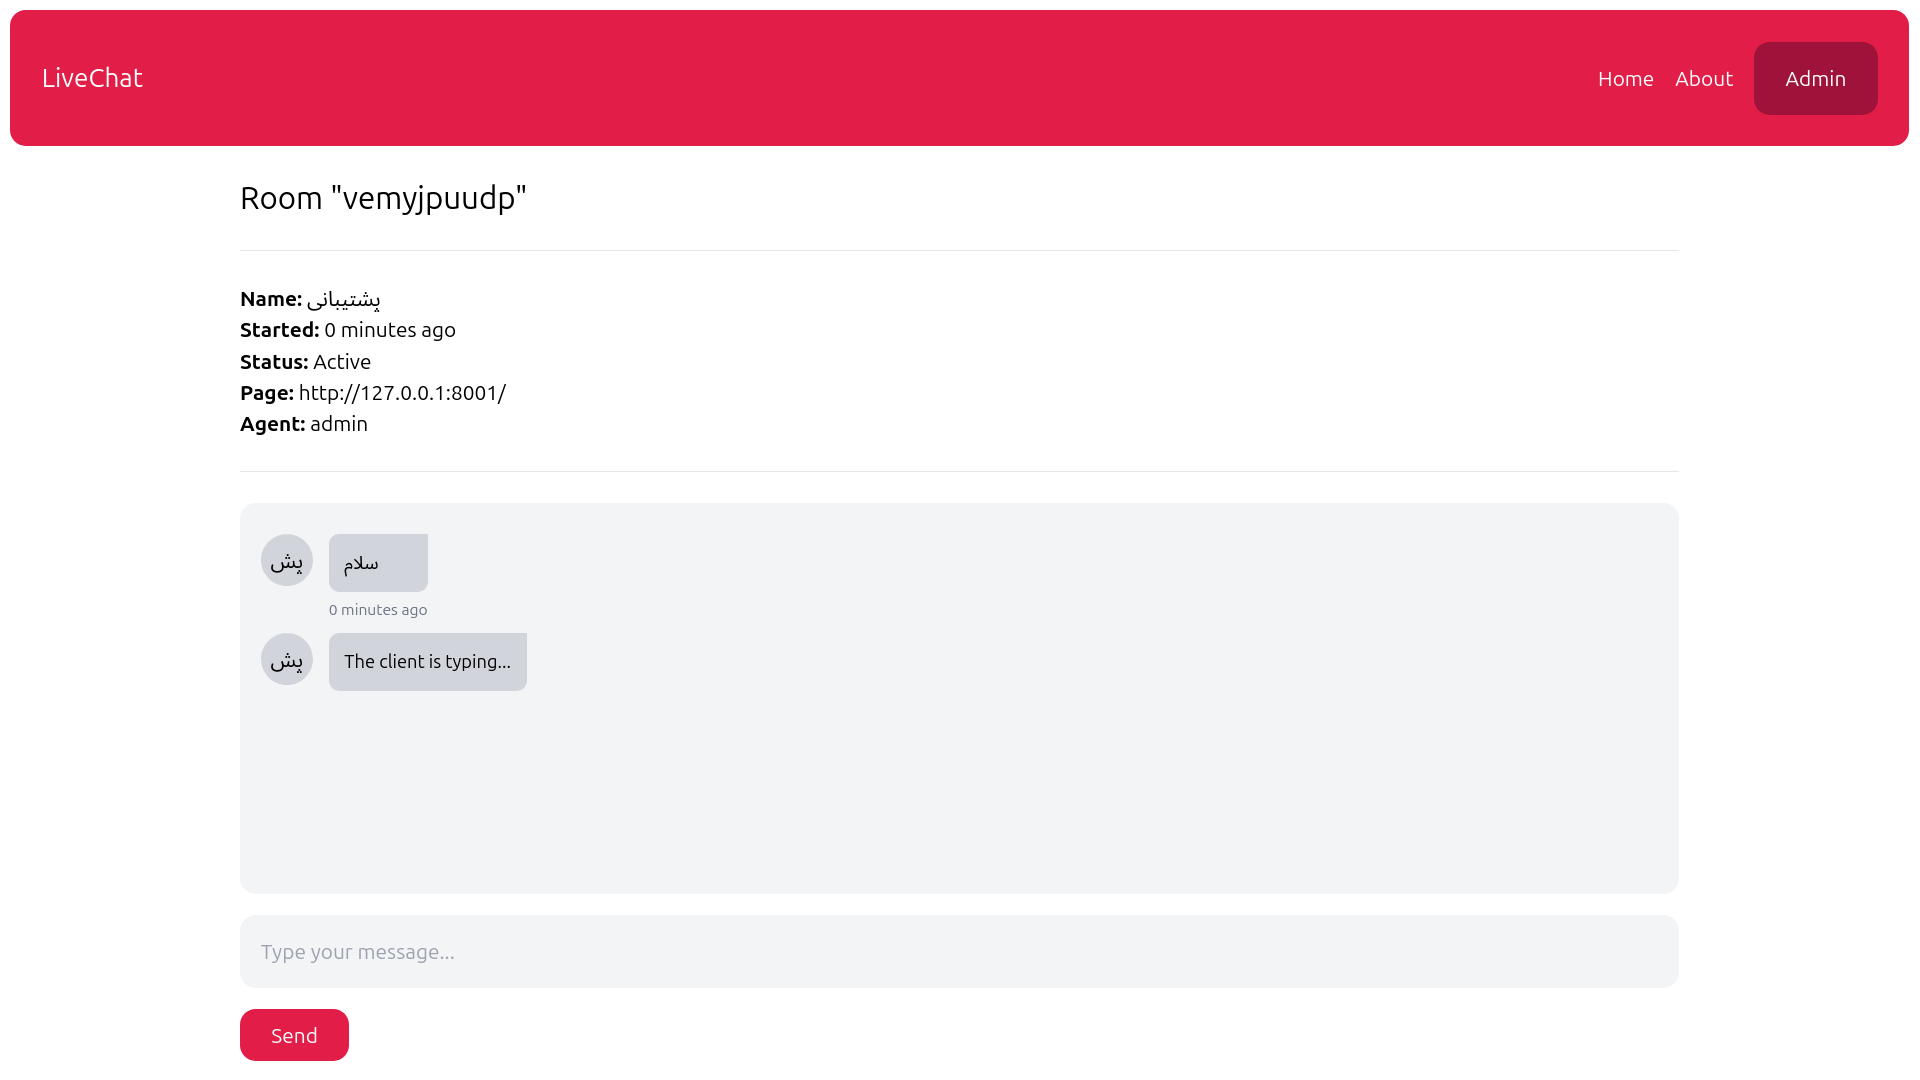 LiveChat
Home About Admin
Room "vemyjpuudp"
Name: پشتیبانی
Started: 0 minutes ago
Status: Active
Page: http://127.0.0.1:8001/
Agent: admin
پش سلام
0 minutes ago
پش The client is typing...
Type your message...
Send